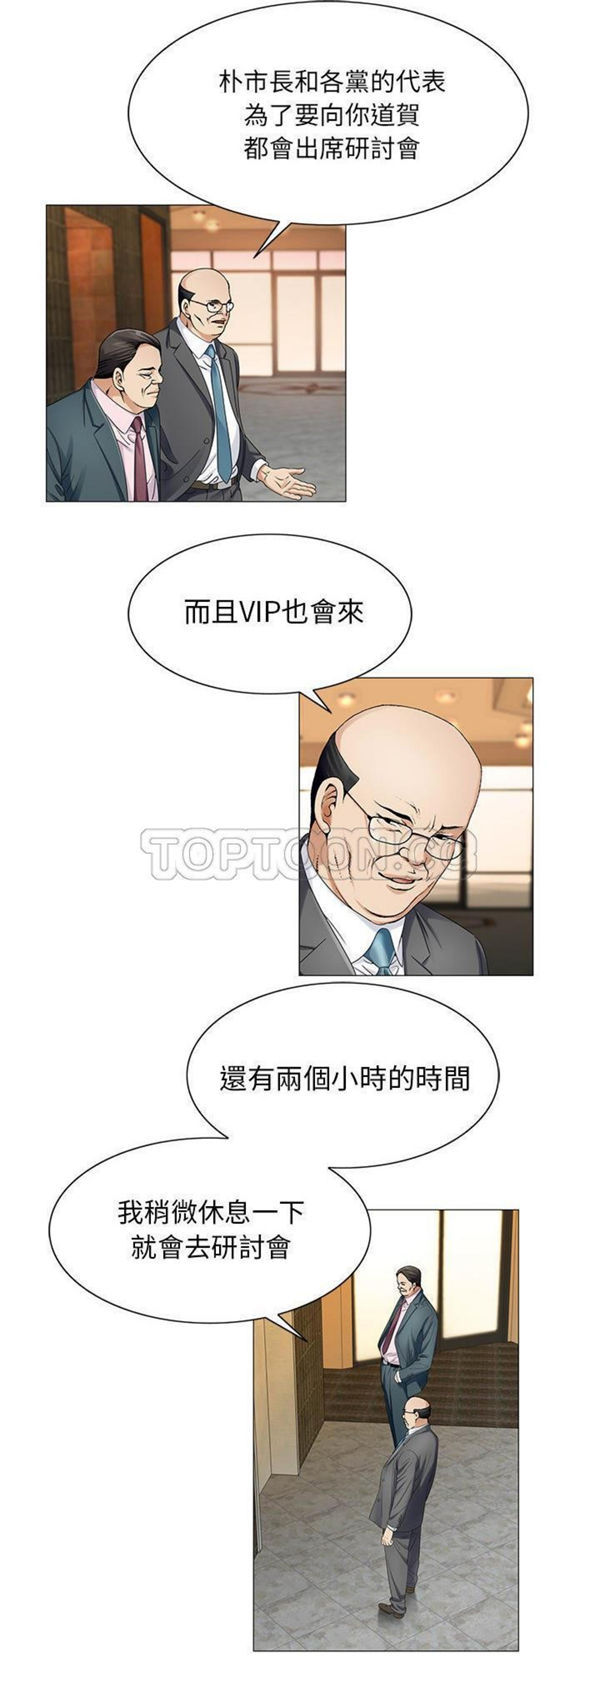 朴市長和各黨的代表
為了要向你道賀
都會出席研討會
而且VIP也會來
TOPTOON.CO
還有兩個小時的時間
我稍微休息一下
就會去研討會